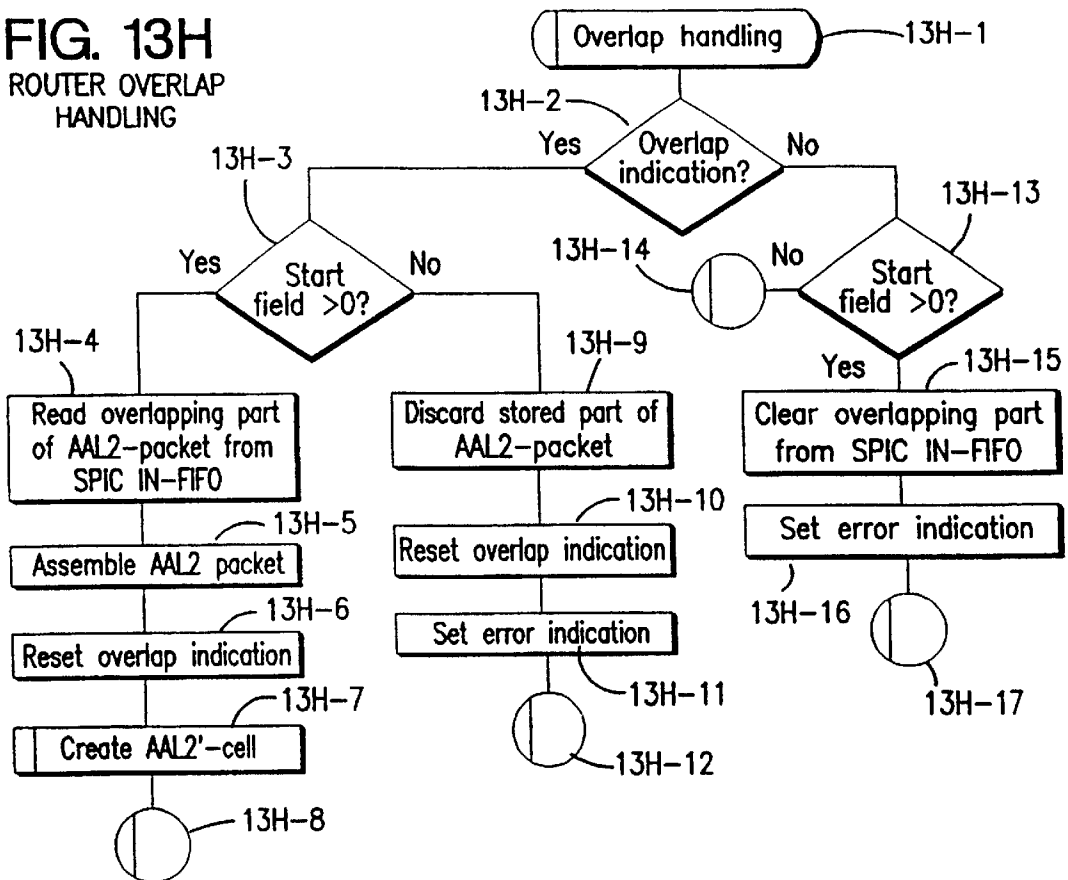 FIG. 13H
ROUTER OVERLAP
HANDLING
Overlap handling
13H-1
13H-2
Overlap
indication?
Yes
No
13H-3
Start
field >0?
Yes
No
13H-13
Start
field >0?
No
Yes
13H-14
13H-4
Read overlapping part
of AAL2-packet from
SPIC IN-FIFO
13H-9
Discard stored part of
AAL2-packet
13H-15
Clear overlapping part
from SPIC IN-FIFO
13H-5
Assemble AAL2 packet
13H-10
Reset overlap indication
Set error indication
13H-16
13H-6
Reset overlap indication
Set error indication
13H-11
13H-17
13H-7
Create AAL2'-cell
13H-12
13H-8